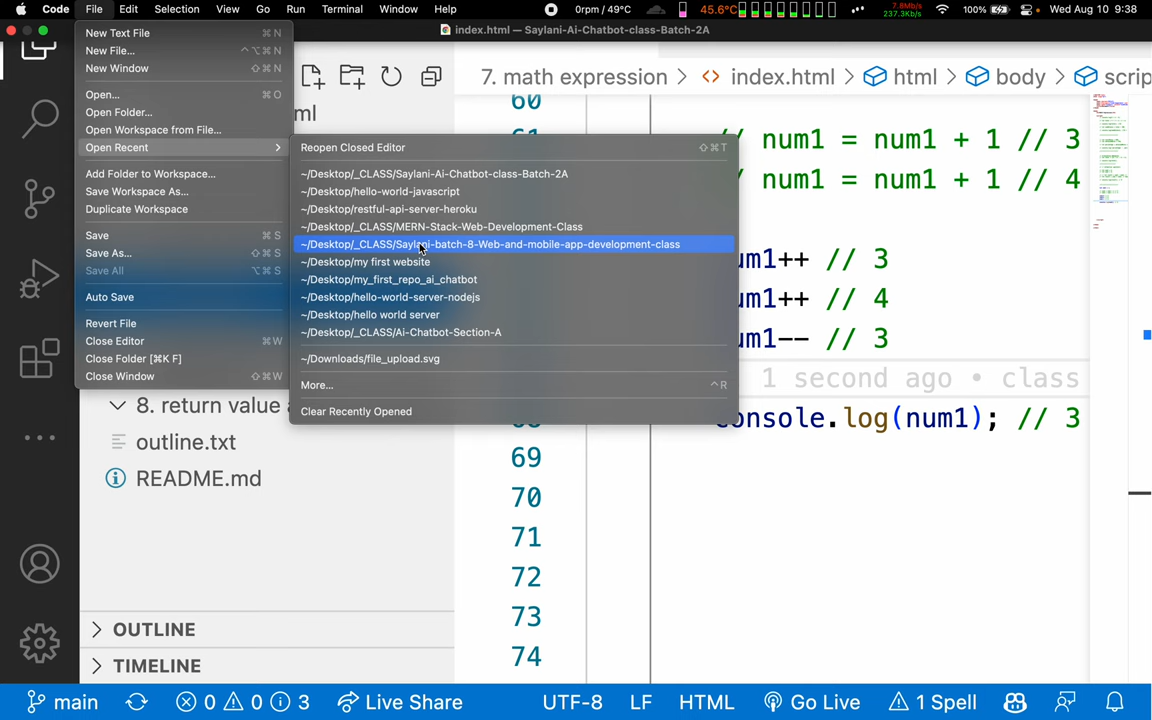 Code File Edit Selection View Go Run Terminal Window Help 0rpm / 49°C 45.6°C 7.8Mb/s 237.3Kb/s 100% Wed Aug 10 9:38
index.html — Saylani-Ai-Chatbot-class-Batch-2A
New Text File ⌘ N
New File... ^⌥⌘ N
New Window ⇧⌘ N
Open... ⌘ O
Open Folder...
Open Workspace from File...
Open Recent >
Add Folder to Workspace...
Save Workspace As...
Duplicate Workspace
Save ⌘ S
Save As... ⇧⌘ S
Save All ⌥⌘ S
Auto Save
Revert File
Close Editor ⌘ W
Close Folder [⌘K F]
Close Window ⇧⌘ W
Reopen Closed Editor ⇧⌘ T
~/Desktop/_CLASS/Saylani-Ai-Chatbot-class-Batch-2A
~/Desktop/hello-world-javascript
~/Desktop/restful-api-server-heroku
~/Desktop/_CLASS/MERN-Stack-Web-Development-Class
~/Desktop/_CLASS/Saylani-batch-8-Web-and-mobile-app-development-class
~/Desktop/my first website
~/Desktop/my_first_repo_ai_chatbot
~/Desktop/hello-world-server-nodejs
~/Desktop/hello world server
~/Desktop/_CLASS/Ai-Chatbot-Section-A
~/Downloads/file_upload.svg
More... ^ R
Clear Recently Opened
ml
8. return value
outline.txt
README.md
OUTLINE
TIMELINE
7. math expression > index.html > html > body > scrip
60
// num1 = num1 + 1 // 3
num1 = num1 + 1 // 4
um1++ // 3
um1++ // 4
um1-- // 3
1 second ago • class
console.log(num1); // 3
69
70
71
72
73
74
main 0 0 3 Live Share UTF-8 LF HTML Go Live 1 Spell